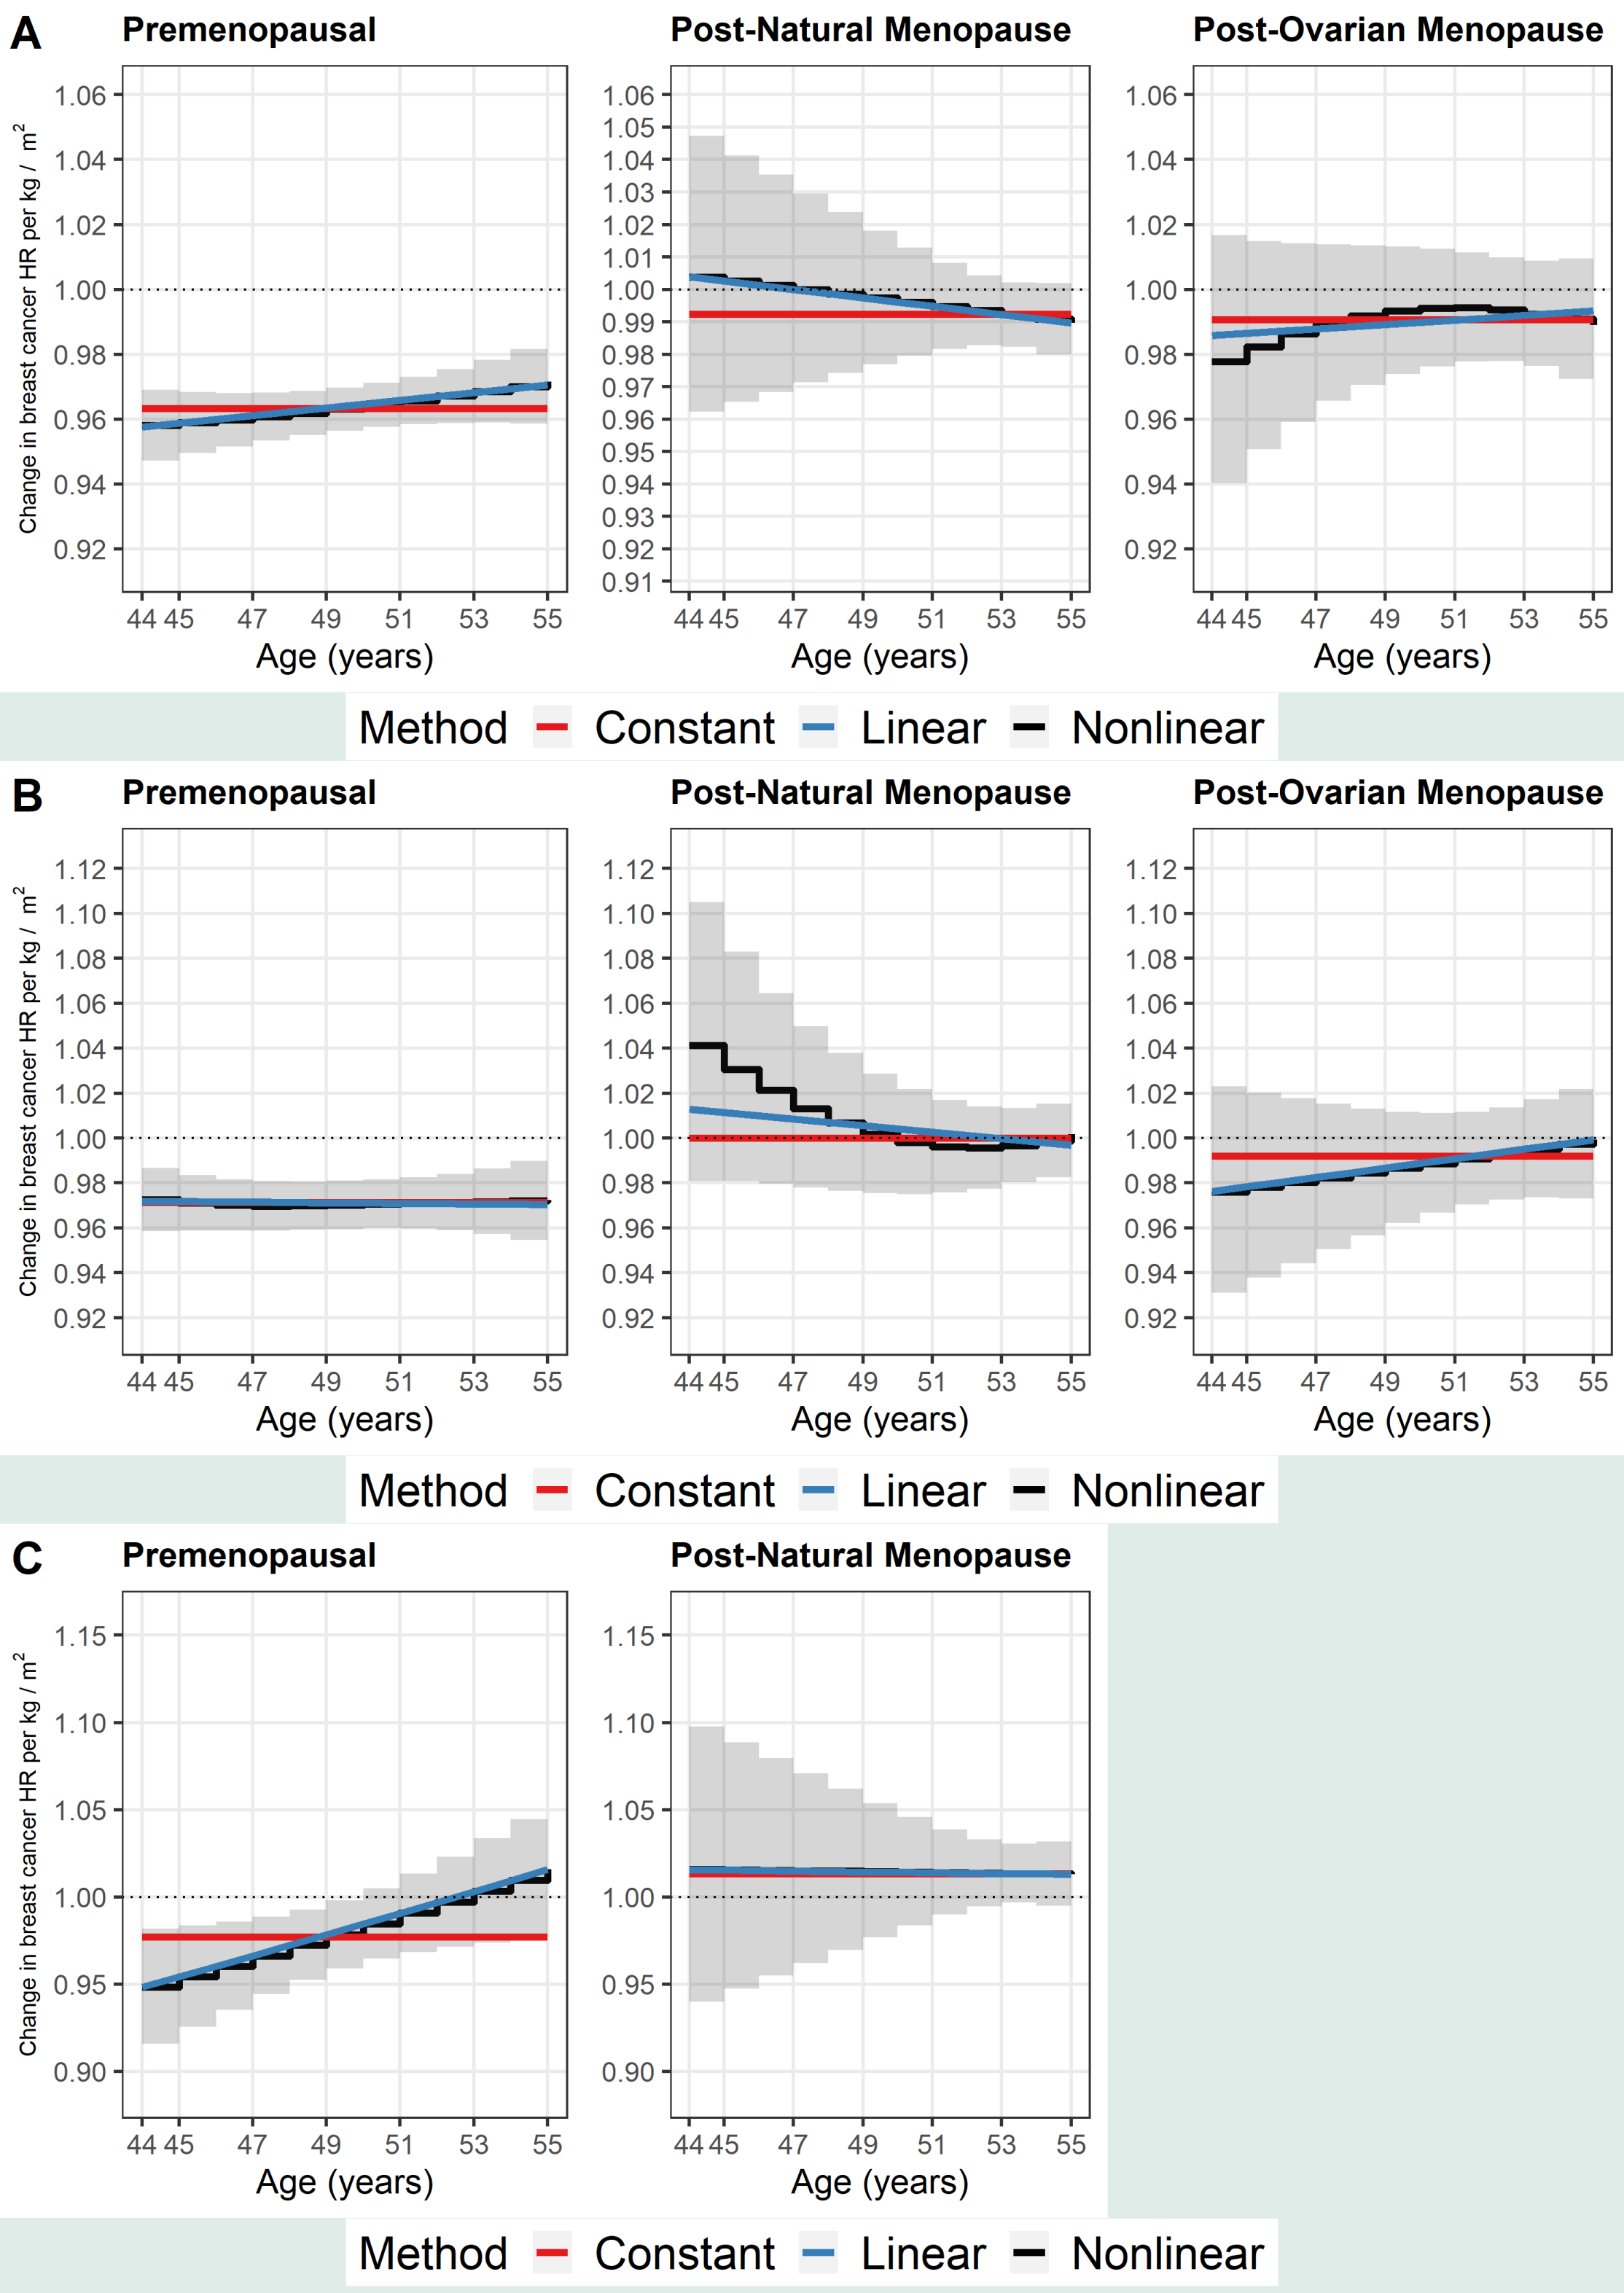 A
Premenopausal
Post-Natural Menopause
Post-Ovarian Menopause
Change in breast cancer HR per kg / m²
1.06
1.04
1.02
1.00
0.98
0.96
0.94
0.92
44 45 47 49 51 53 55
Age (years)
1.06
1.05
1.04
1.03
1.02
1.01
1.00
0.99
0.98
0.97
0.96
0.95
0.94
0.93
0.92
0.91
44 45 47 49 51 53 55
Age (years)
1.06
1.04
1.02
1.00
0.98
0.96
0.94
0.92
44 45 47 49 51 53 55
Age (years)
Method Constant Linear Nonlinear
B
Premenopausal
Post-Natural Menopause
Post-Ovarian Menopause
Change in breast cancer HR per kg / m²
1.12
1.10
1.08
1.06
1.04
1.02
1.00
0.98
0.96
0.94
0.92
44 45 47 49 51 53 55
Age (years)
1.12
1.10
1.08
1.06
1.04
1.02
1.00
0.98
0.96
0.94
0.92
44 45 47 49 51 53 55
Age (years)
1.12
1.10
1.08
1.06
1.04
1.02
1.00
0.98
0.96
0.94
0.92
44 45 47 49 51 53 55
Age (years)
Method Constant Linear Nonlinear
C
Premenopausal
Post-Natural Menopause
Change in breast cancer HR per kg / m²
1.15
1.10
1.05
1.00
0.95
0.90
44 45 47 49 51 53 55
Age (years)
1.15
1.10
1.05
1.00
0.95
0.90
44 45 47 49 51 53 55
Age (years)
Method Constant Linear Nonlinear